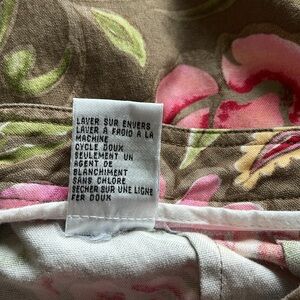 LAVER SUR ENVERS
LAVER À FROID A LA
MACHINE
CYCLE DOUX
SEULEMENT UN
AGENT DE
BLANCHIMENT
SANS CHLORE
SECHER SUR UNE LIGNE
FER DOUX